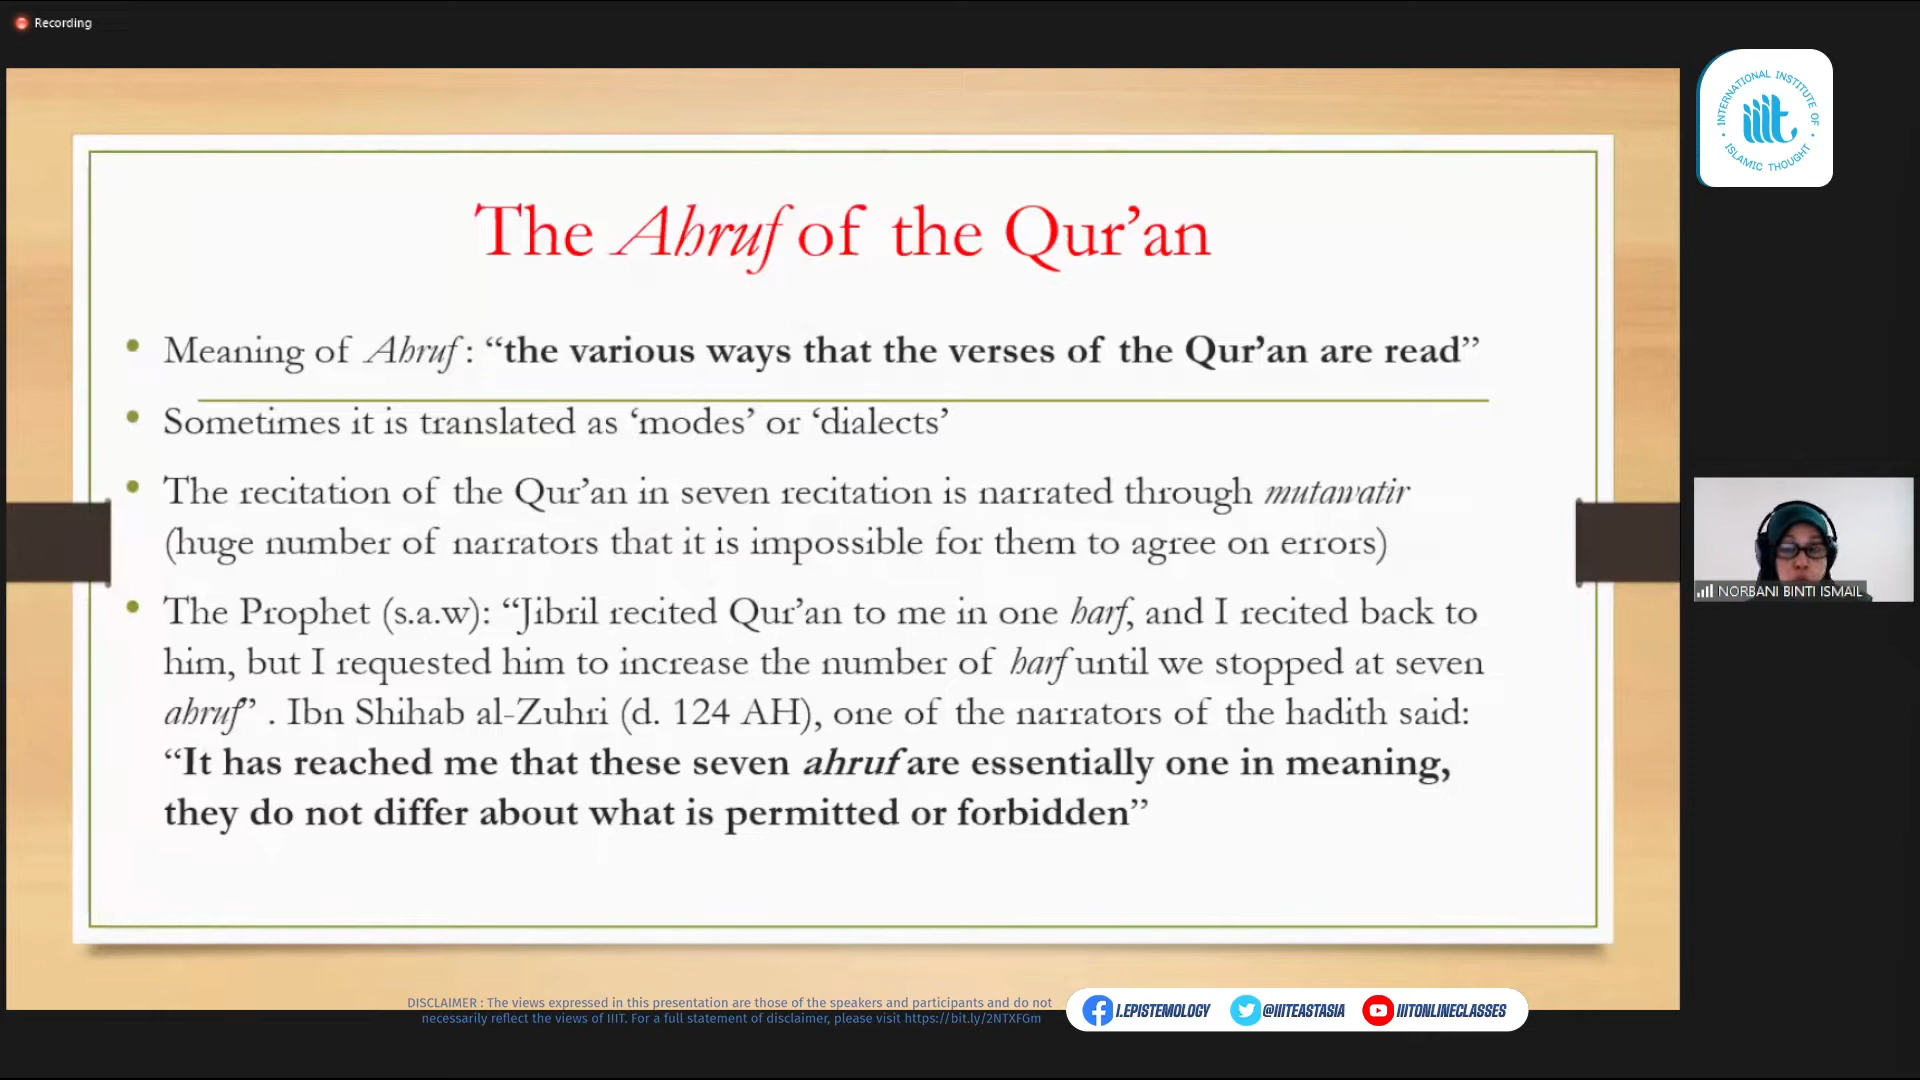 Recording
INTERNATIONAL INSTITUTE OF
iiit
ISLAMIC THOUGHT
The Ahruf of the Qur’an
• Meaning of Ahruf : “the various ways that the verses of the Qur’an are read”
• Sometimes it is translated as ‘modes’ or ‘dialects’
• The recitation of the Qur’an in seven recitation is narrated through mutawatir
(huge number of narrators that it is impossible for them to agree on errors)
• The Prophet (s.a.w): “Jibril recited Qur’an to me in one harf, and I recited back to
him, but I requested him to increase the number of harf until we stopped at seven
ahruf” . Ibn Shihab al-Zuhri (d. 124 AH), one of the narrators of the hadith said:
“It has reached me that these seven ahruf are essentially one in meaning,
they do not differ about what is permitted or forbidden”
NORBANI BINTI ISMAIL
DISCLAIMER : The views expressed in this presentation are those of the speakers and participants and do not
necessarily reflect the views of IIIT. For a full statement of disclaimer, please visit https://bit.ly/2NTXFGm
I.EPISTEMOLOGY
@IIITEASTASIA
IIITONLINECLASSES